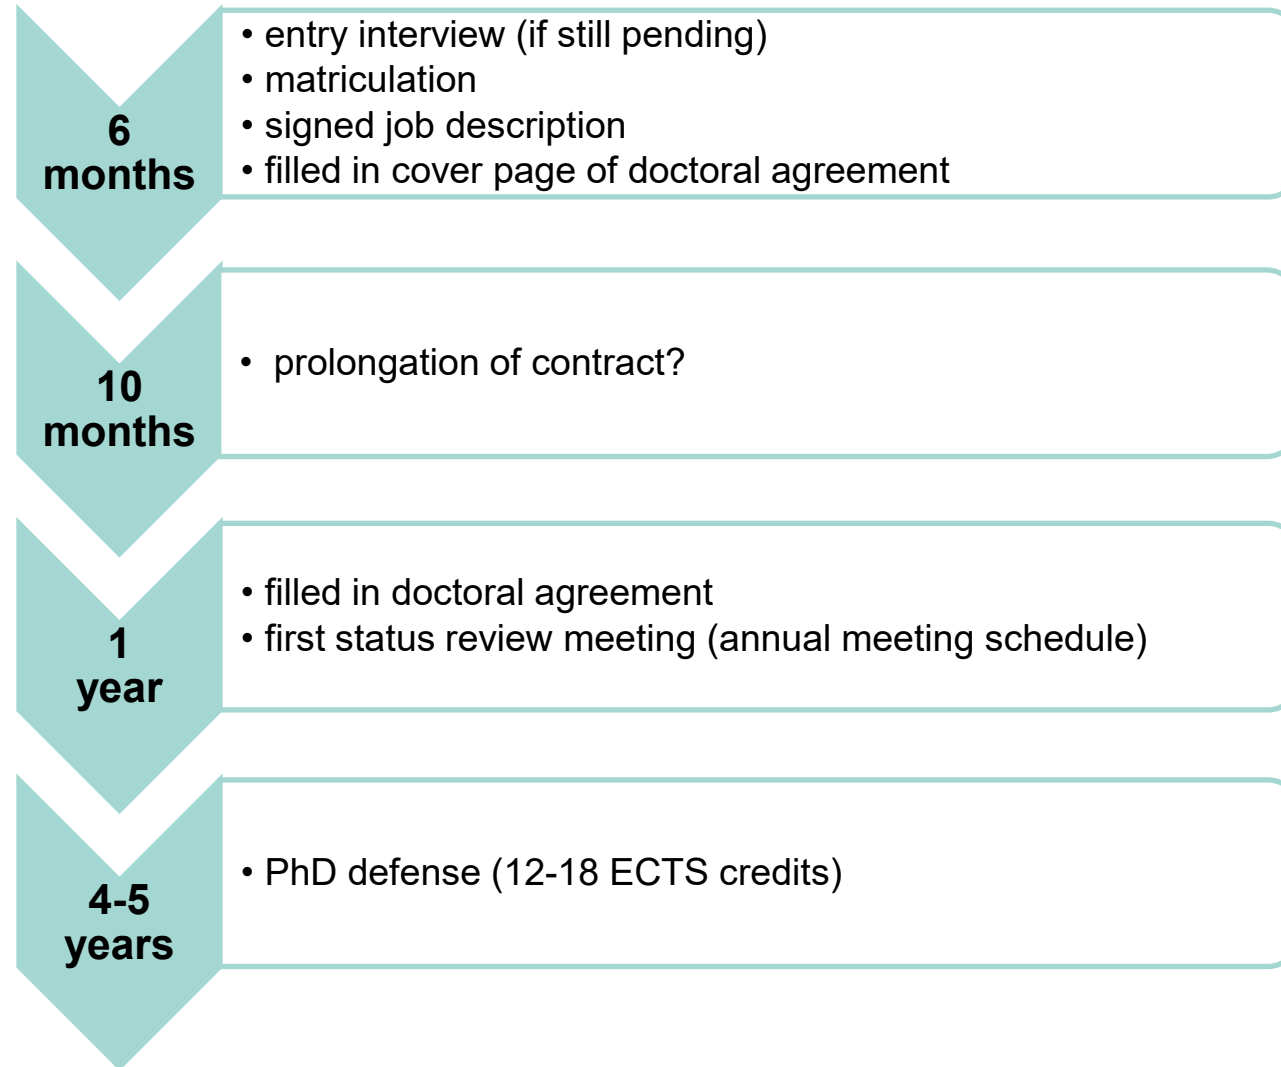 6
months
• entry interview (if still pending)
• matriculation
• signed job description
• filled in cover page of doctoral agreement
10
months
• prolongation of contract?
1
year
• filled in doctoral agreement
• first status review meeting (annual meeting schedule)
4-5
years
• PhD defense (12-18 ECTS credits)